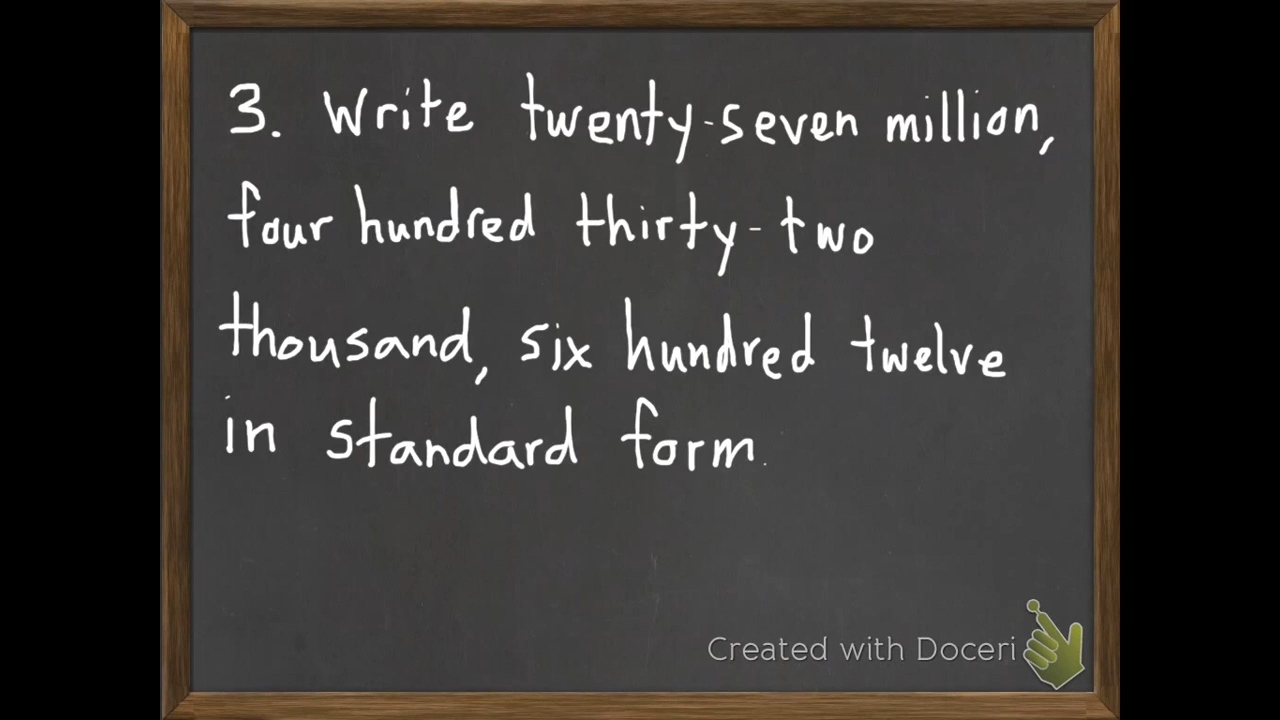 3. Write twenty-seven million,
four hundred thirty-two
thousand, six hundred twelve
in standard form.
Created with Doceri